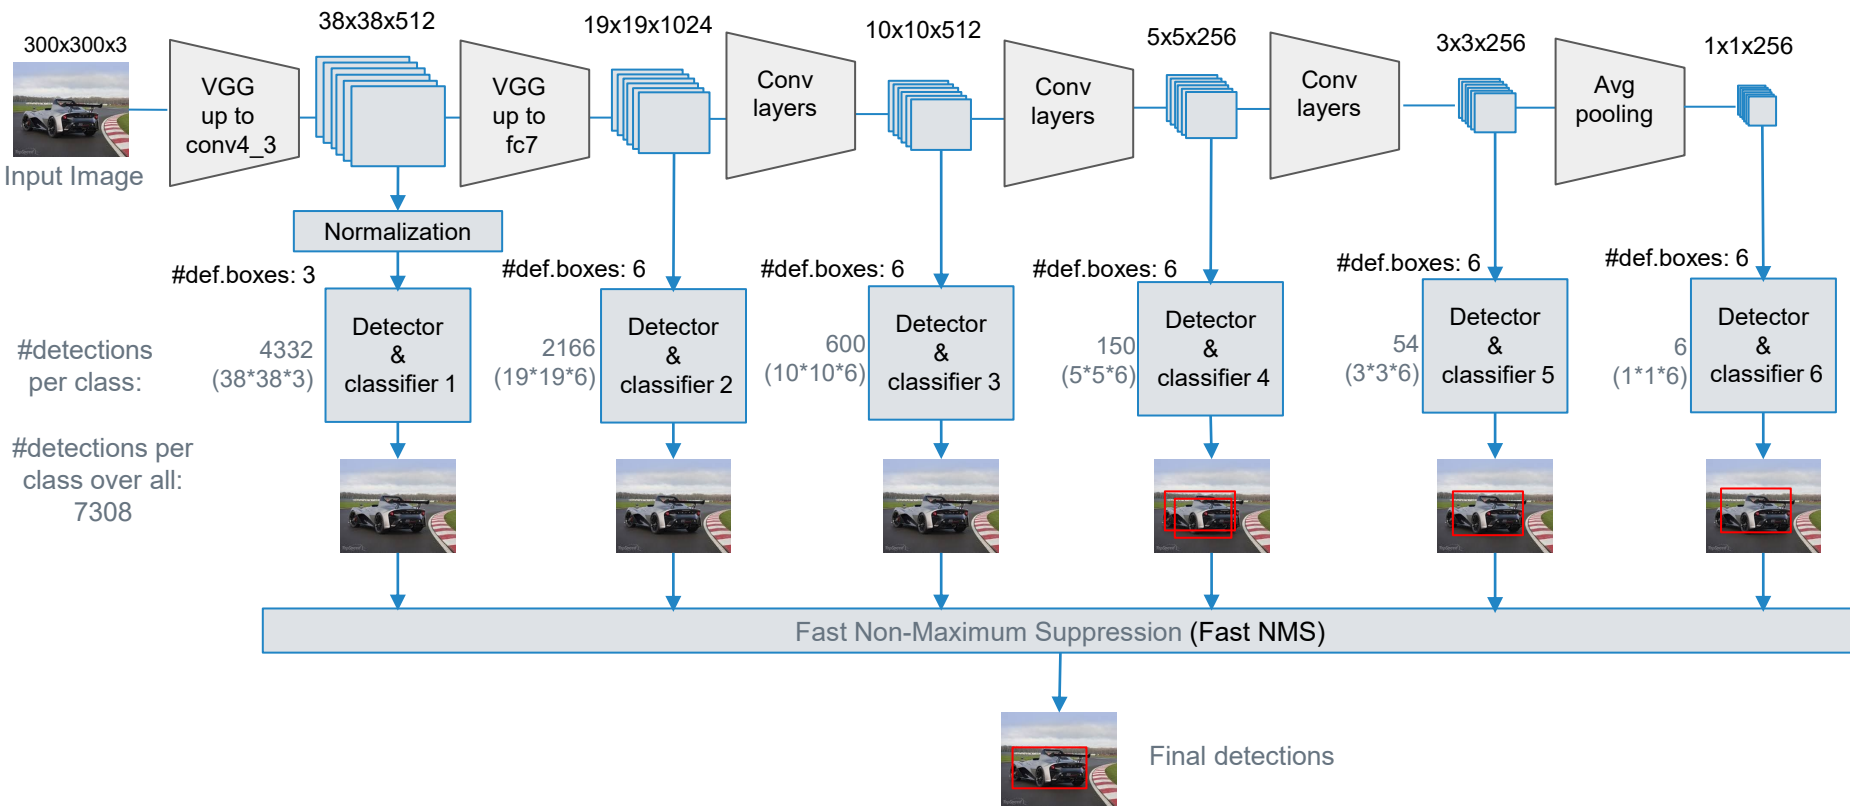 300x300x3
38x38x512
19x19x1024
10x10x512
5x5x256
3x3x256
1x1x256
VGG
up to
conv4_3
VGG
up to
fc7
Conv
layers
Conv
layers
Conv
layers
Avg
pooling
Input Image
Normalization
#def.boxes: 3
#def.boxes: 6
#def.boxes: 6
#def.boxes: 6
#def.boxes: 6
#def.boxes: 6
#detections
per class:
4332
(38*38*3)
Detector
&
classifier 1
2166
(19*19*6)
Detector
&
classifier 2
600
(10*10*6)
Detector
&
classifier 3
150
(5*5*6)
Detector
&
classifier 4
54
(3*3*6)
Detector
&
classifier 5
6
(1*1*6)
Detector
&
classifier 6
#detections per
class over all:
7308
Fast Non-Maximum Suppression (Fast NMS)
Final detections